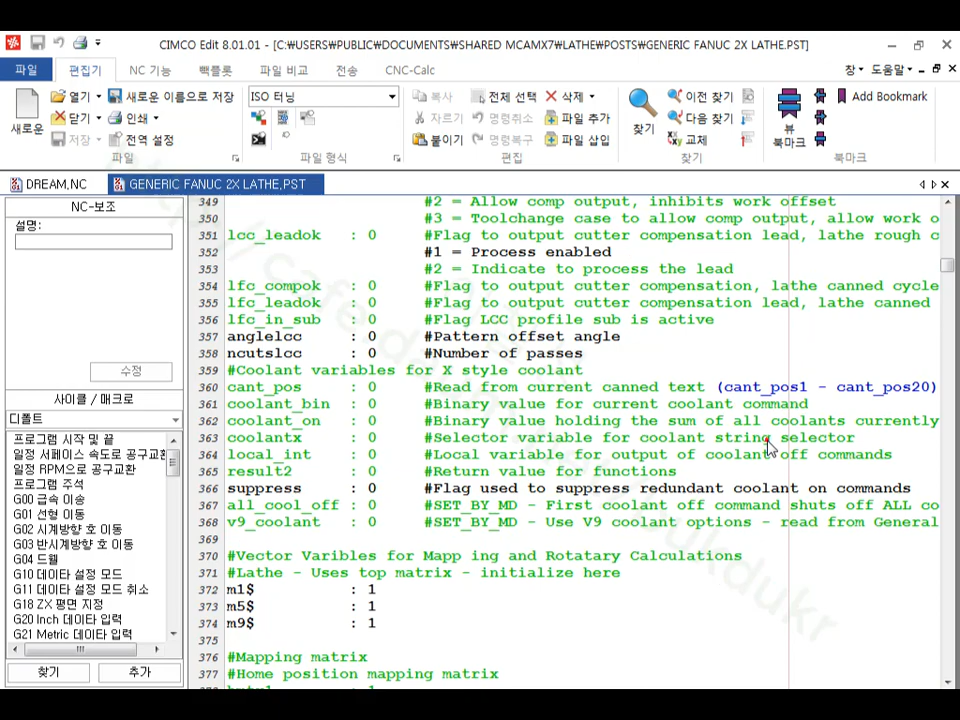 CIMCO Edit 8.01.01 - [C:₩USERS₩PUBLIC₩DOCUMENTS₩SHARED MCAMX7₩LATHE₩POSTS₩GENERIC FANUC 2X LATHE.PST]
파일 편집기 NC 기능 백플롯 파일 비교 전송 CNC-Calc 창 도움말
새로운 열기 새로운 이름으로 저장
닫기 인쇄
저장 전역 설정
파일
ISO 터닝
파일 형식
복사 전체 선택 삭제
자르기 명령취소 파일 추가
붙이기 명령복구 파일 삽입
편집
찾기 이전 찾기
다음 찾기
교체
찾기
뷰
북마크 Add Bookmark
북마크
DREAM.NC GENERIC FANUC 2X LATHE.PST
NC-보조
설명:
수정
사이클 / 매크로
디폴트
프로그램 시작 및 끝
일정 서페이스 속도로 공구교환
일정 RPM으로 공구교환
프로그램 주석
G00 급속 이송
G01 선형 이동
G02 시계방향 호 이동
G03 반시계방향 호 이동
G04 드웰
G10 데이타 설정 모드
G11 데이타 설정 모드 취소
G18 ZX 평면 지정
G20 Inch 데이타 입력
G21 Metric 데이타 입력
찾기 추가
349 #2 = Allow comp output, inhibits work offset
350 #3 = Toolchange case to allow comp output, allow work o
351 lcc_leadok : 0 #Flag to output cutter compensation lead, lathe rough c
352 #1 = Process enabled
353 #2 = Indicate to process the lead
354 lfc_compok : 0 #Flag to output cutter compensation, lathe canned cycle
355 lfc_leadok : 0 #Flag to output cutter compensation lead, lathe canned
356 lfc_in_sub : 0 #Flag LCC profile sub is active
357 anglelcc : 0 #Pattern offset angle
358 ncutslcc : 0 #Number of passes
359 #Coolant variables for X style coolant
360 cant_pos : 0 #Read from current canned text (cant_pos1 - cant_pos20)
361 coolant_bin : 0 #Binary value for current coolant command
362 coolant_on : 0 #Binary value holding the sum of all coolants currently
363 coolantx : 0 #Selector variable for coolant string selector
364 local_int : 0 #Local variable for output of coolant off commands
365 result2 : 0 #Return value for functions
366 suppress : 0 #Flag used to suppress redundant coolant on commands
367 all_cool_off : 0 #SET_BY_MD - First coolant off command shuts off ALL co
368 v9_coolant : 0 #SET_BY_MD - Use V9 coolant options - read from General
369
370 #Vector Varibles for Mapp ing and Rotatary Calculations
371 #Lathe - Uses top matrix - initialize here
372 m1$ : 1
373 m5$ : 1
374 m9$ : 1
375
376 #Mapping matrix
377 #Home position mapping matrix